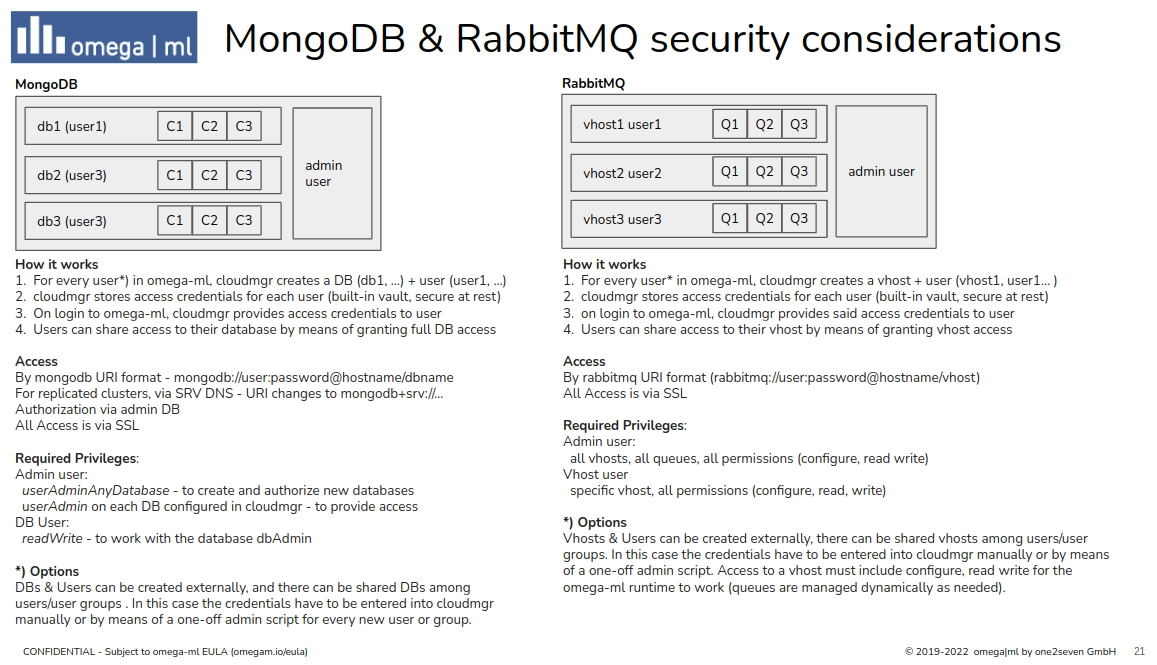 omega | ml
MongoDB & RabbitMQ security considerations
MongoDB
db1 (user1) C1 C2 C3
db2 (user3) C1 C2 C3
db3 (user3) C1 C2 C3
admin
user
How it works
1. For every user*) in omega-ml, cloudmgr creates a DB (db1, ...) + user (user1, ...)
2. cloudmgr stores access credentials for each user (built-in vault, secure at rest)
3. On login to omega-ml, cloudmgr provides access credentials to user
4. Users can share access to their database by means of granting full DB access
Access
By mongodb URI format - mongodb://user:password@hostname/dbname
For replicated clusters, via SRV DNS - URI changes to mongodb+srv://...
Authorization via admin DB
All Access is via SSL
Required Privileges:
Admin user:
userAdminAnyDatabase - to create and authorize new databases
userAdmin on each DB configured in cloudmgr - to provide access
DB User:
readWrite - to work with the database dbAdmin
*) Options
DBs & Users can be created externally, and there can be shared DBs among
users/user groups . In this case the credentials have to be entered into cloudmgr
manually or by means of a one-off admin script for every new user or group.
RabbitMQ
vhost1 user1 Q1 Q2 Q3
vhost2 user2 Q1 Q2 Q3
vhost3 user3 Q1 Q2 Q3
admin user
How it works
1. For every user* in omega-ml, cloudmgr creates a vhost + user (vhost1, user1... )
2. cloudmgr stores access credentials for each user (built-in vault, secure at rest)
3. on login to omega-ml, cloudmgr provides said access credentials to user
4. Users can share access to their vhost by means of granting vhost access
Access
By rabbitmq URI format (rabbitmq://user:password@hostname/vhost)
All Access is via SSL
Required Privileges:
Admin user:
all vhosts, all queues, all permissions (configure, read write)
Vhost user
specific vhost, all permissions (configure, read, write)
*) Options
Vhosts & Users can be created externally, there can be shared vhosts among users/user
groups. In this case the credentials have to be entered into cloudmgr manually or by means
of a one-off admin script. Access to a vhost must include configure, read write for the
omega-ml runtime to work (queues are managed dynamically as needed).
CONFIDENTIAL - Subject to omega-ml EULA (omegam.io/eula)
© 2019-2022 omega|ml by one2seven GmbH 21